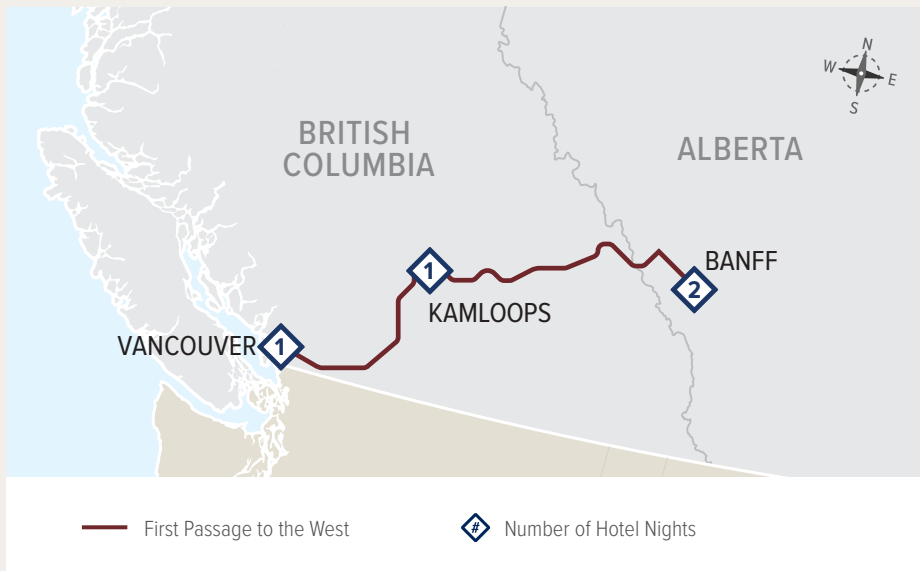 N
W
E
S
BRITISH
COLUMBIA
ALBERTA
BANFF
1
2
KAMLOOPS
VANCOUVER
1
First Passage to the West
# Number of Hotel Nights